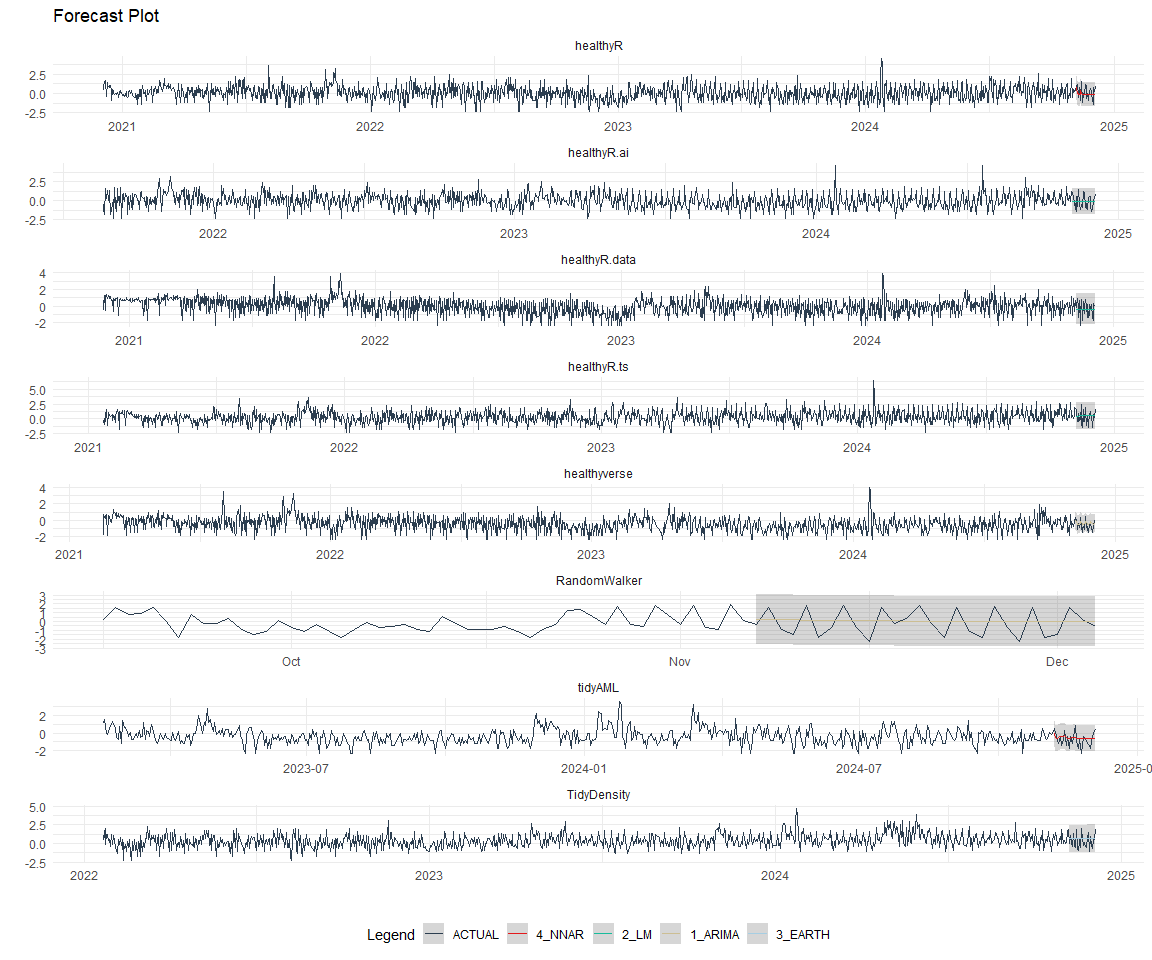 Forecast Plot
healthyR
2.5
0.0
-2.5
2021 2022 2023 2024 2025
healthyR.ai
2.5
0.0
-2.5
2022 2023 2024 2025
healthyR.data
4
2
0
-2
2021 2022 2023 2024 2025
healthyR.ts
5.0
2.5
0.0
-2.5
2021 2022 2023 2024 2025
healthyverse
4
2
0
-2
2021 2022 2023 2024 2025
RandomWalker
3
2
1
0
-1
-2
-3
Oct Nov Dec
tidyAML
2
0
-2
2023-07 2024-01 2024-07 2025-0
TidyDensity
5.0
2.5
0.0
-2.5
2022 2023 2024 2025
Legend ACTUAL 4_NNAR 2_LM 1_ARIMA 3_EARTH